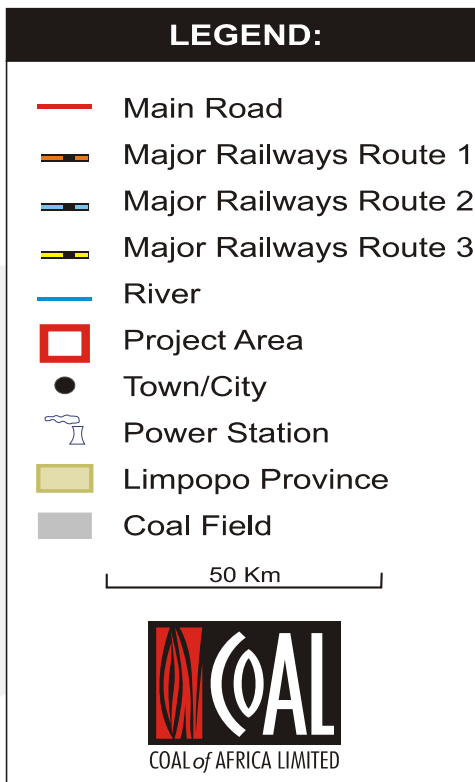 LEGEND:
Main Road
Major Railways Route 1
Major Railways Route 2
Major Railways Route 3
River
Project Area
Town/City
Power Station
Limpopo Province
Coal Field
50 Km
COAL
COAL of AFRICA LIMITED